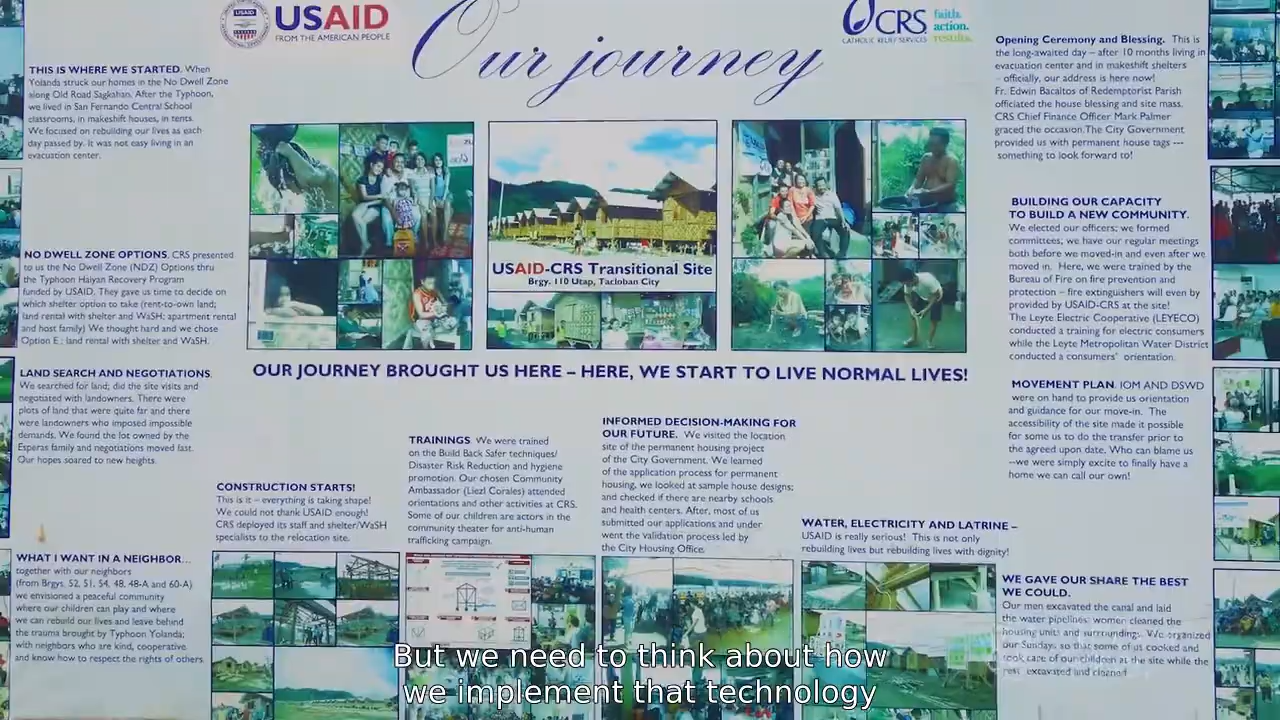 USAID
FROM THE AMERICAN PEOPLE
Our journey
CRS
CATHOLIC RELIEF SERVICES
faith.
action.
results.
THIS IS WHERE WE STARTED. When
Yolanda struck our homes in the No Dwell Zone
along Old Road Sagkahan. After the Typhoon,
we lived in San Fernando Central School
classrooms, in makeshift houses, in tents.
We focused on rebuilding our lives as each
day passed by. It was not easy living in an
evacuation center.
NO DWELL ZONE OPTIONS. CRS presented
to us the No Dwell Zone (NDZ) Options thru
the Typhoon Haiyan Recovery Program
funded by USAID. They gave us time to decide on
which shelter option to take (rent-to-own land;
land rental with shelter and WaSH; apartment rental
and host family) We thought hard and we chose
Option E : land rental with shelter and WaSH.
LAND SEARCH AND NEGOTIATIONS.
We searched for land; did the site visits and
negotiated with landowners. There were
plots of land that were quite far and there
were landowners who imposed impossible
demands. We found the lot owned by the
Esperas family and negotiations moved fast.
Our hopes soared to new heights.
WHAT I WANT IN A NEIGHBOR...
together with our neighbors
(from Brgys. 52, 51, 54, 48, 48-A and 60-A)
we envisioned a peaceful community
where our children can play and where
we can rebuild our lives and leave behind
the trauma brought by Typhoon Yolanda;
with neighbors who are kind, cooperative
and know how to respect the rights of others.
USAID-CRS Transitional Site
Brgy. 110 Utap, Tacloban City
OUR JOURNEY BROUGHT US HERE – HERE, WE START TO LIVE NORMAL LIVES!
CONSTRUCTION STARTS!
This is it – everything is taking shape!
We could not thank USAID enough!
CRS deployed its staff and shelter/WaSH
specialists to the relocation site.
TRAININGS. We were trained
on the Build Back Safer techniques/
Disaster Risk Reduction and hygiene
promotion. Our chosen Community
Ambassador (Liezl Corales) attended
orientations and other activities at CRS.
Some of our children are actors in the
community theater for anti-human
trafficking campaign.
INFORMED DECISION-MAKING FOR
OUR FUTURE. We visited the location
site of the permanent housing project
of the City Government. We learned
of the application process for permanent
housing, we looked at sample house designs;
and checked if there are nearby schools
and health centers. After, most of us
submitted our applications and under
went the validation process led by
the City Housing Office.
WATER, ELECTRICITY AND LATRINE –
USAID is really serious! This is not only
rebuilding lives but rebuilding lives with dignity!
Opening Ceremony and Blessing. This is
the long-awaited day – after 10 months living in
evacuation center and in makeshift shelters
– officially, our address is here now!
Fr. Edwin Bacaltos of Redemptorist Parish
officiated the house blessing and site mass.
CRS Chief Finance Officer Mark Palmer
graced the occasion.The City Government
provided us with permanent house tags ---
something to look forward to!
BUILDING OUR CAPACITY
TO BUILD A NEW COMMUNITY.
We elected our officers; we formed
committees; we have our regular meetings
both before we moved-in and even after we
moved in. Here, we were trained by the
Bureau of Fire on fire prevention and
protection – fire extinguishers will even by
provided by USAID-CRS at the site!
The Leyte Electric Cooperative (LEYECO)
conducted a training for electric consumers
while the Leyte Metropolitan Water District
conducted a consumers' orientation.
MOVEMENT PLAN. IOM AND DSWD
were on hand to provide us orientation
and guidance for our move-in. The
accessibility of the site made it possible
for some us to do the transfer prior to
the agreed upon date. Who can blame us
--we were simply excite to finally have a
home we can call our own!
WE GAVE OUR SHARE THE BEST
WE COULD.
Our men excavated the canal and laid
the water pipelines; women cleaned the
housing units and surrounding. We organized
our Sundays so that some of us cooked and
took care of our children at the site while the
rest excavated and cleaned
But we need to think about how
we implement that technology